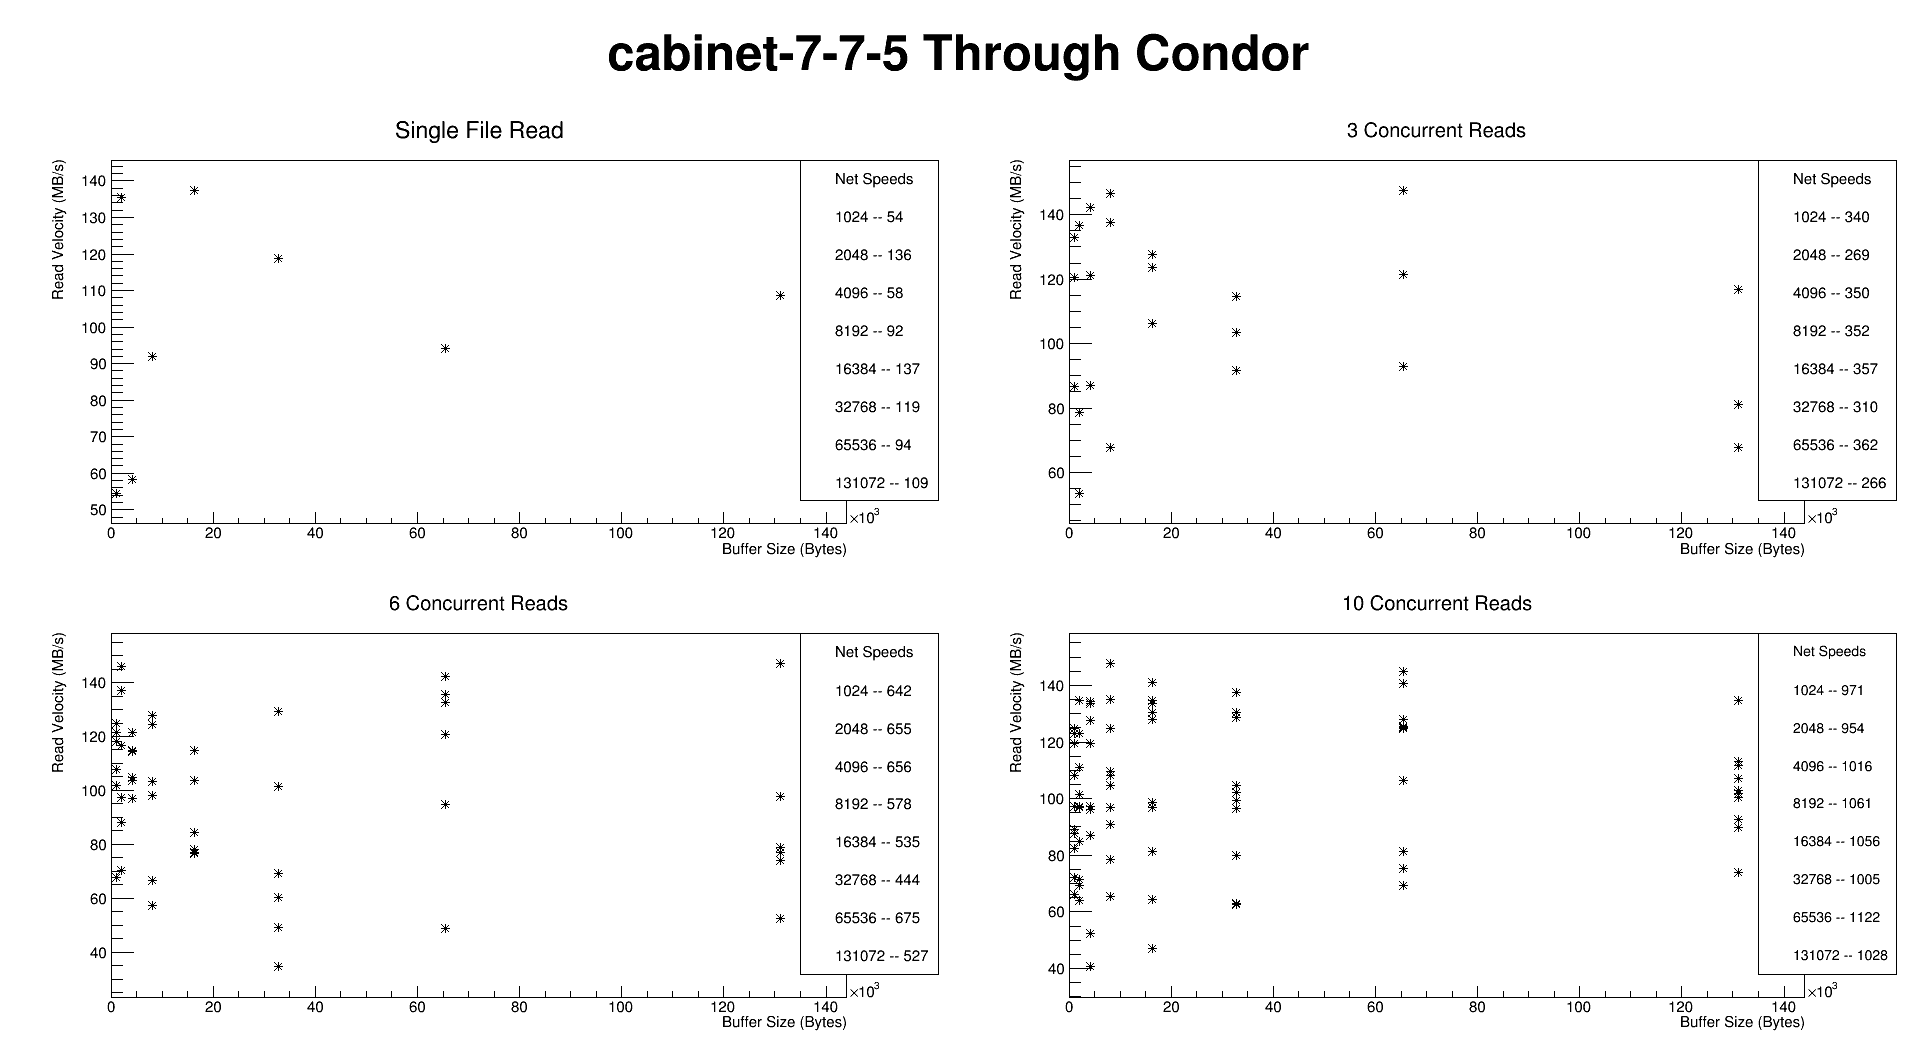 cabinet-7-7-5 Through Condor
Single File Read
Read Velocity (MB/s)
140
130
120
110
100
90
80
70
60
50
0 20 40 60 80 100 120 140
×10³
Buffer Size (Bytes)
Net Speeds
1024 -- 54
2048 -- 136
4096 -- 58
8192 -- 92
16384 -- 137
32768 -- 119
65536 -- 94
131072 -- 109
3 Concurrent Reads
Read Velocity (MB/s)
140
120
100
80
60
0 20 40 60 80 100 120 140
×10³
Buffer Size (Bytes)
Net Speeds
1024 -- 340
2048 -- 269
4096 -- 350
8192 -- 352
16384 -- 357
32768 -- 310
65536 -- 362
131072 -- 266
6 Concurrent Reads
Read Velocity (MB/s)
140
120
100
80
60
40
0 20 40 60 80 100 120 140
×10³
Buffer Size (Bytes)
Net Speeds
1024 -- 642
2048 -- 655
4096 -- 656
8192 -- 578
16384 -- 535
32768 -- 444
65536 -- 675
131072 -- 527
10 Concurrent Reads
Read Velocity (MB/s)
140
120
100
80
60
40
0 20 40 60 80 100 120 140
×10³
Buffer Size (Bytes)
Net Speeds
1024 -- 971
2048 -- 954
4096 -- 1016
8192 -- 1061
16384 -- 1056
32768 -- 1005
65536 -- 1122
131072 -- 1028